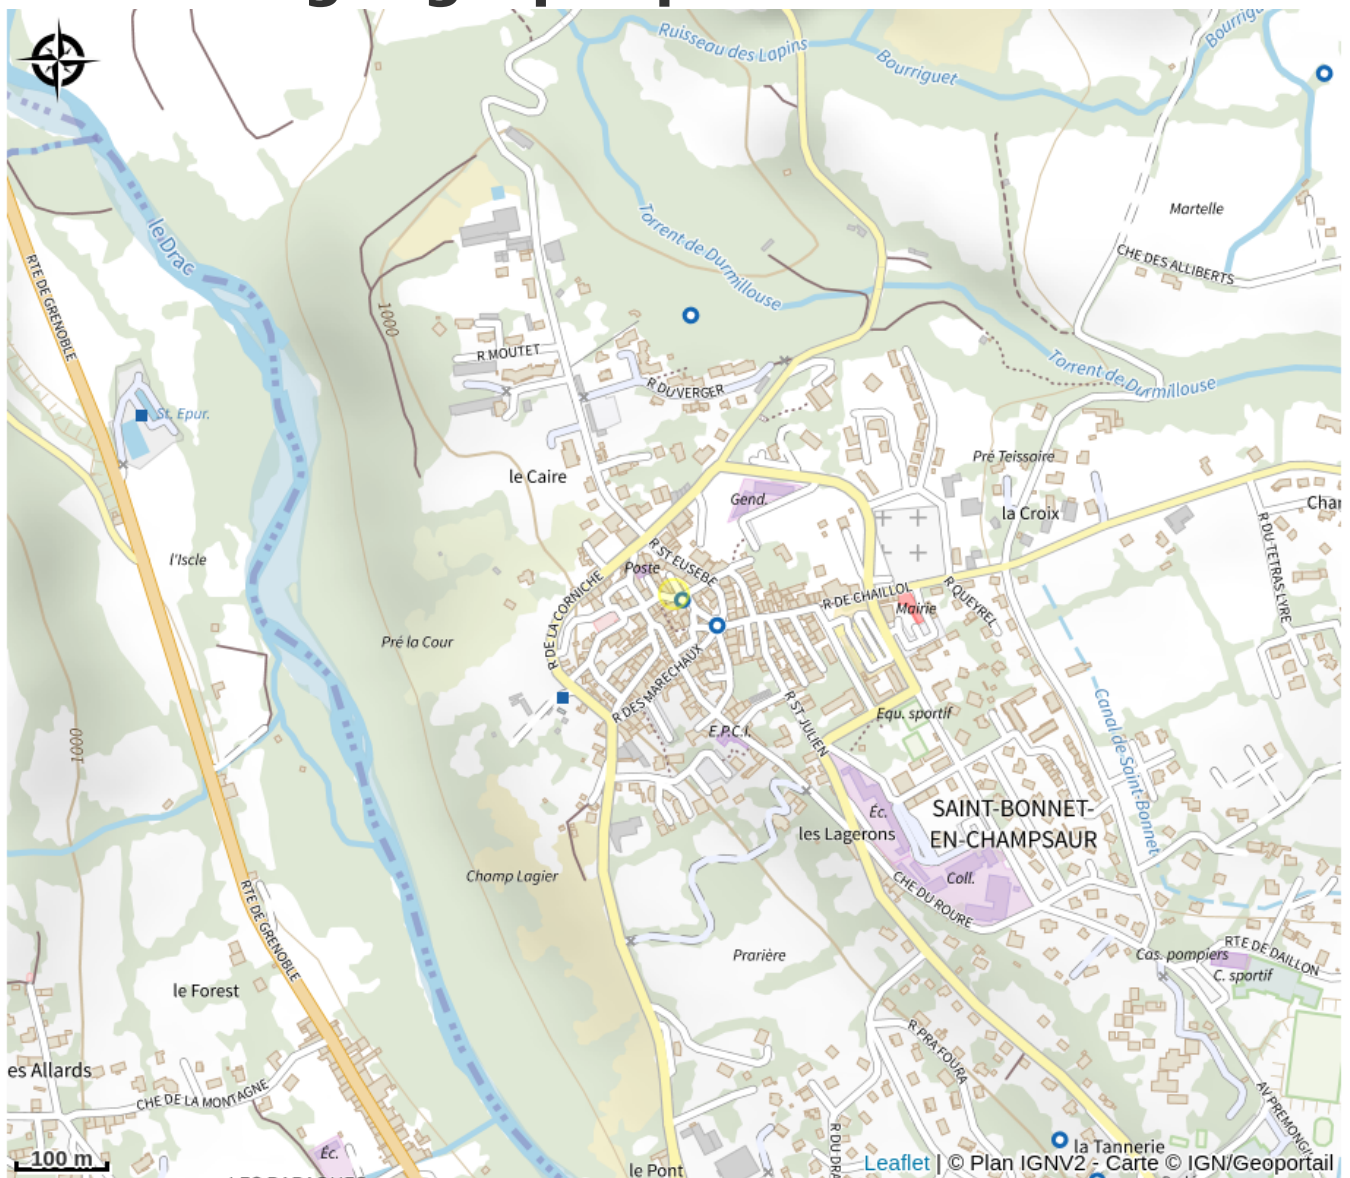 Ruisseau des Lapins
Bourriguet
le Drac
Martelle
Torrent de Durmillouse
CHE DES ALLIBERTS
RTE DE GRENOBLE
1000
R MOUTET
R DU VERGER
Torrent de Durmillouse
St. Epur.
Pré Teissaire
le Caire
Gend.
la Croix
l'Iscle
R ST EUSEBE
Poste
R DU TETRAS LYRE
R DE LA CORNICHE
R DE CHAILLOL
Mairie
R QUEYREL
Pré la Cour
R DES MARECHAUX
R ST JULIEN
Equ. sportif
E.P.C.I.
1000
Canal de Saint-Bonnet
Éc.
SAINT-BONNET-
EN-CHAMPSAUR
les Lagerons
Champ Lagier
Coll.
CHE DU ROURE
RTE DE GRENOBLE
Prarière
Cas. pompiers
RTE DE DAILLON
C. sportif
le Forest
R PRA FOURA
es Allards
CHE DE LA MONTAGNE
Éc.
la Tannerie
100 m
le Pont
Leaflet | © Plan IGNV2 - Carte © IGN/Geoportail